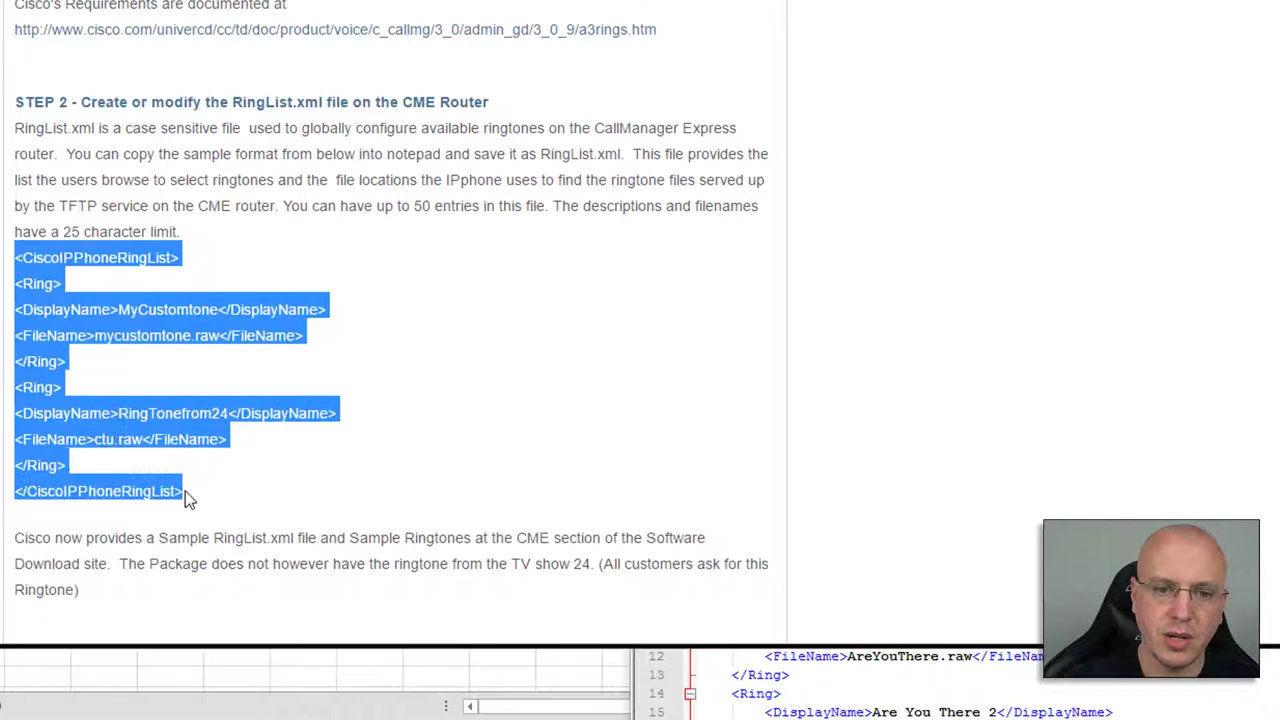 Cisco's Requirements are documented at
http://www.cisco.com/univercd/cc/td/doc/product/voice/c_callmg/3_0/admin_gd/3_0_9/a3rings.htm
STEP 2 - Create or modify the RingList.xml file on the CME Router
RingList.xml is a case sensitive file  used to globally configure available ringtones on the CallManager Express
router.  You can copy the sample format from below into notepad and save it as RingList.xml.  This file provides the
list the users browse to select ringtones and the  file locations the IPphone uses to find the ringtone files served up
by the TFTP service on the CME router. You can have up to 50 entries in this file. The descriptions and filenames
have a 25 character limit.
<CiscoIPPhoneRingList>
<Ring>
<DisplayName>MyCustomtone</DisplayName>
<FileName>mycustomtone.raw</FileName>
</Ring>
<Ring>
<DisplayName>RingTonefrom24</DisplayName>
<FileName>ctu.raw</FileName>
</Ring>
</CiscoIPPhoneRingList>
Cisco now provides a Sample RingList.xml file and Sample Ringtones at the CME section of the Software
Download site.  The Package does not however have the ringtone from the TV show 24. (All customers ask for this
Ringtone)
12 <FileName>AreYouThere.raw</FileNam
13 </Ring>
14 <Ring>
15 <DisplayName>Are You There 2</DisplayName>